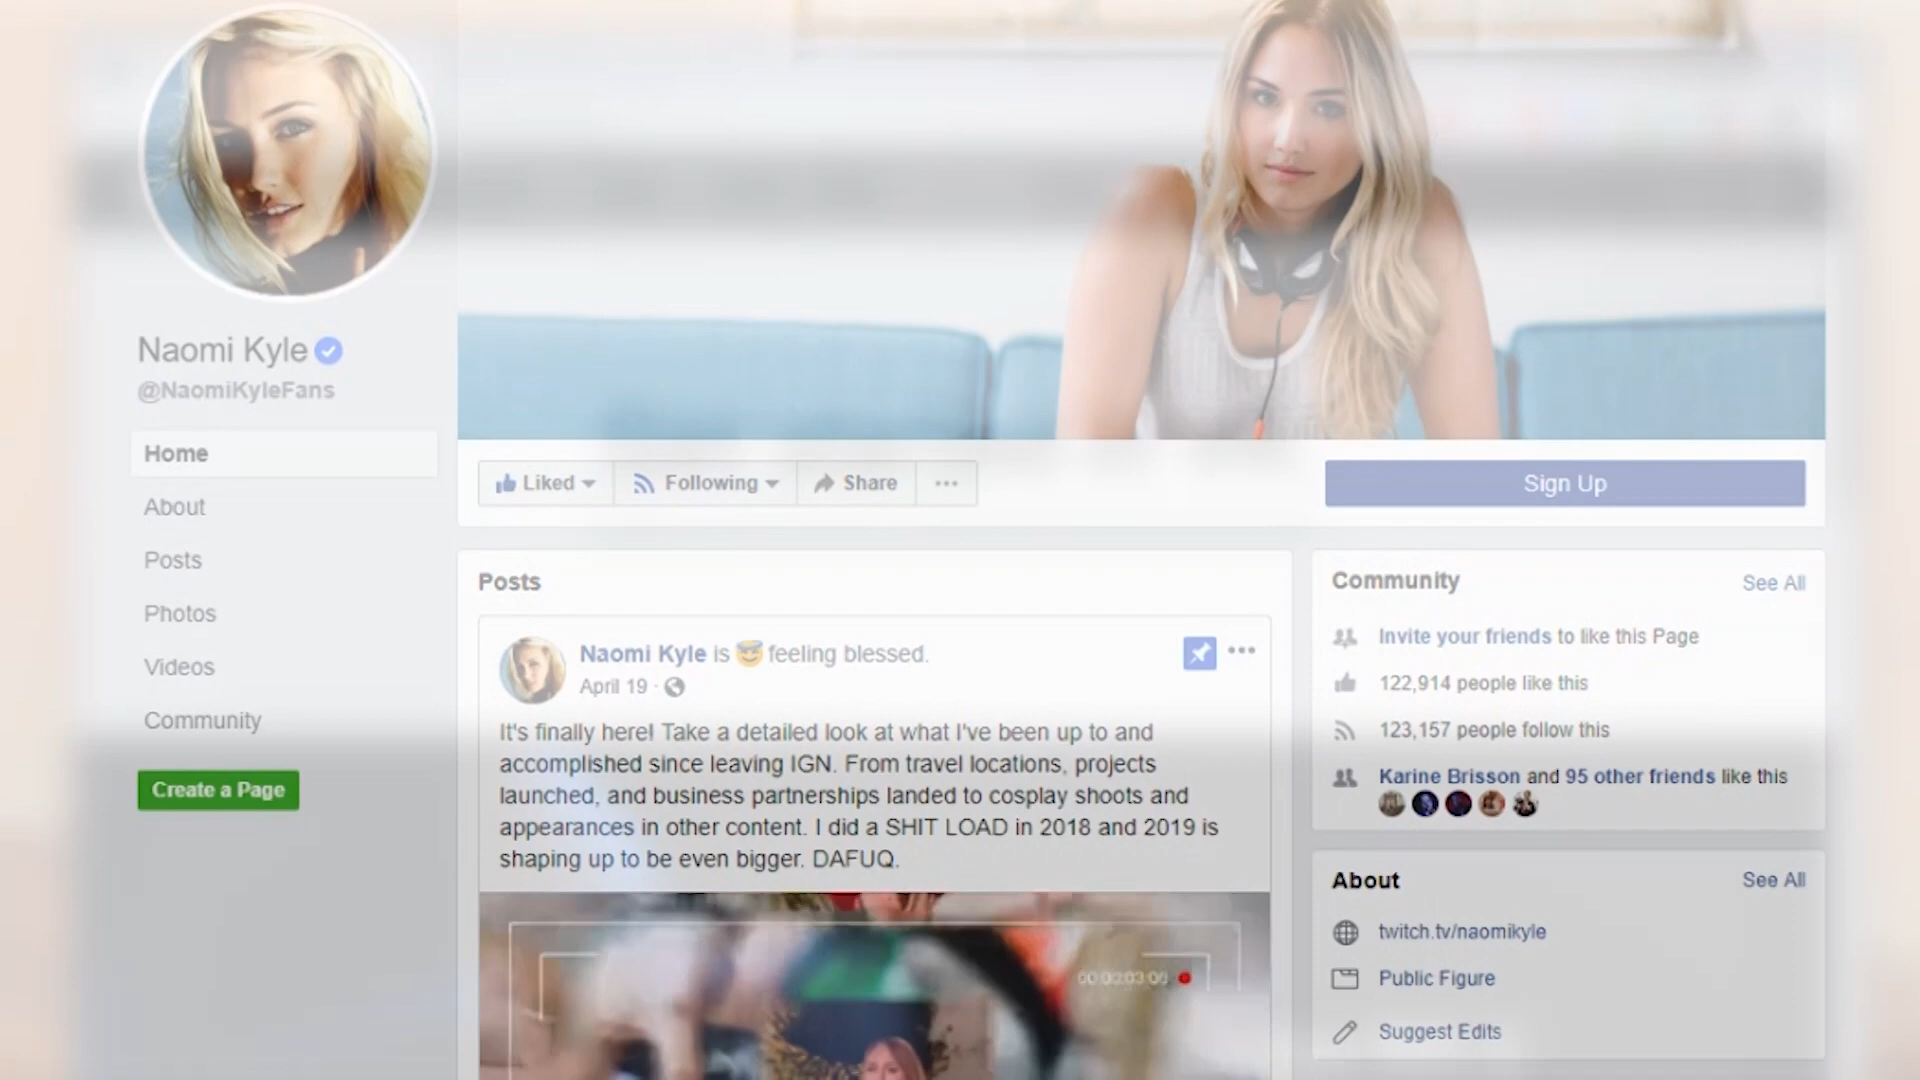 Naomi Kyle
@NaomiKyleFans
Home
About
Posts
Photos
Videos
Community
Create a Page
Liked
Following
Share
Sign Up
Posts
Naomi Kyle is feeling blessed.
April 19
It's finally here! Take a detailed look at what I've been up to and
accomplished since leaving IGN. From travel locations, projects
launched, and business partnerships landed to cosplay shoots and
appearances in other content. I did a SHIT LOAD in 2018 and 2019 is
shaping up to be even bigger. DAFUQ.
00:00:03:00
Community
See All
Invite your friends to like this Page
122,914 people like this
123,157 people follow this
Karine Brisson and 95 other friends like this
About
See All
twitch.tv/naomikyle
Public Figure
Suggest Edits